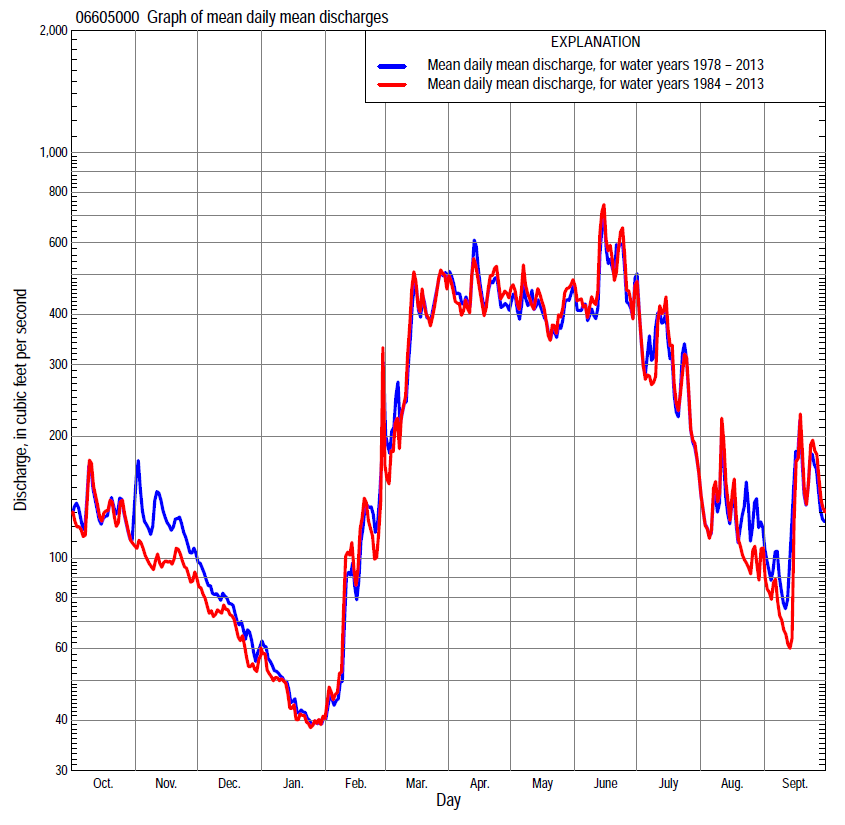 06605000 Graph of mean daily mean discharges
EXPLANATION
Mean daily mean discharge, for water years 1978 – 2013
Mean daily mean discharge, for water years 1984 – 2013
Discharge, in cubic feet per second
2,000
1,000
800
600
400
300
200
100
80
60
40
30
Oct. Nov. Dec. Jan. Feb. Mar. Apr. May June July Aug. Sept.
Day